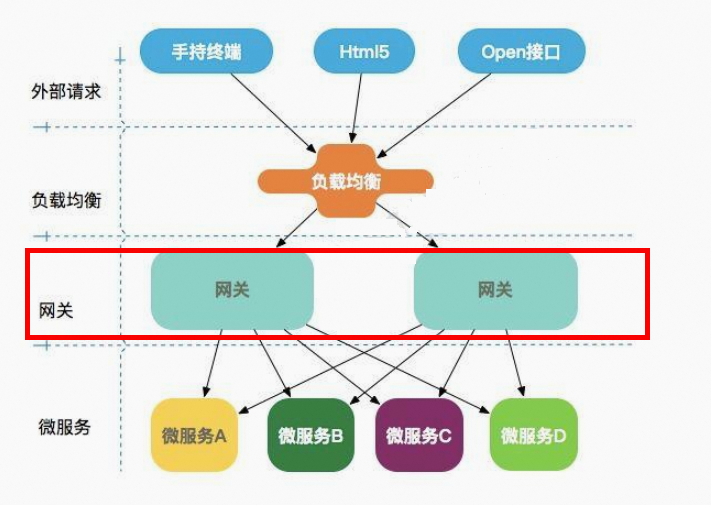 手持终端
Html5
Open接口
外部请求
负载均衡
负载均衡
网关
网关
网关
微服务
微服务A
微服务B
微服务C
微服务D